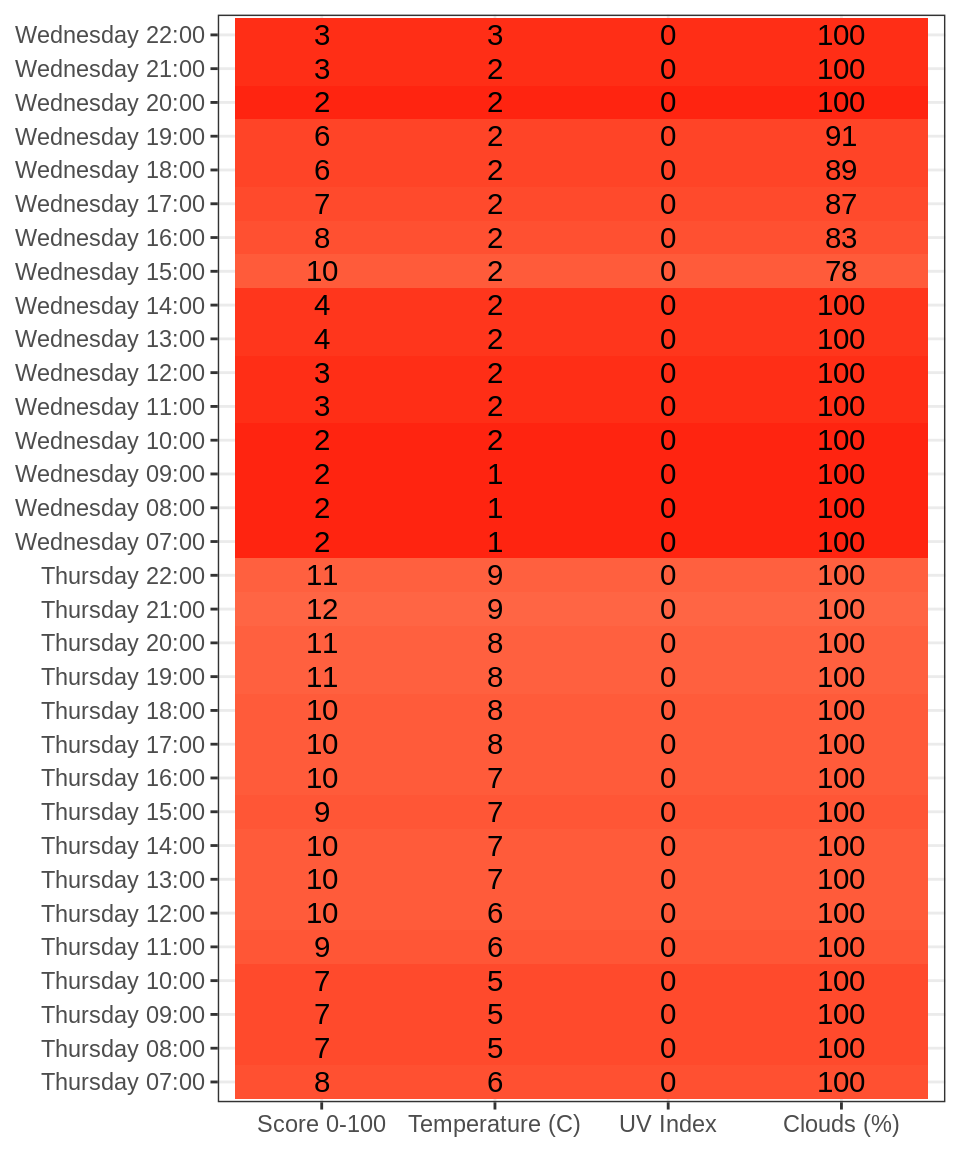 Wednesday 22:00 3 3 0 100
Wednesday 21:00 3 2 0 100
Wednesday 20:00 2 2 0 100
Wednesday 19:00 6 2 0 91
Wednesday 18:00 6 2 0 89
Wednesday 17:00 7 2 0 87
Wednesday 16:00 8 2 0 83
Wednesday 15:00 10 2 0 78
Wednesday 14:00 4 2 0 100
Wednesday 13:00 4 2 0 100
Wednesday 12:00 3 2 0 100
Wednesday 11:00 3 2 0 100
Wednesday 10:00 2 2 0 100
Wednesday 09:00 2 1 0 100
Wednesday 08:00 2 1 0 100
Wednesday 07:00 2 1 0 100
Thursday 22:00 11 9 0 100
Thursday 21:00 12 9 0 100
Thursday 20:00 11 8 0 100
Thursday 19:00 11 8 0 100
Thursday 18:00 10 8 0 100
Thursday 17:00 10 8 0 100
Thursday 16:00 10 7 0 100
Thursday 15:00 9 7 0 100
Thursday 14:00 10 7 0 100
Thursday 13:00 10 7 0 100
Thursday 12:00 10 6 0 100
Thursday 11:00 9 6 0 100
Thursday 10:00 7 5 0 100
Thursday 09:00 7 5 0 100
Thursday 08:00 7 5 0 100
Thursday 07:00 8 6 0 100
Score 0-100 Temperature (C) UV Index Clouds (%)